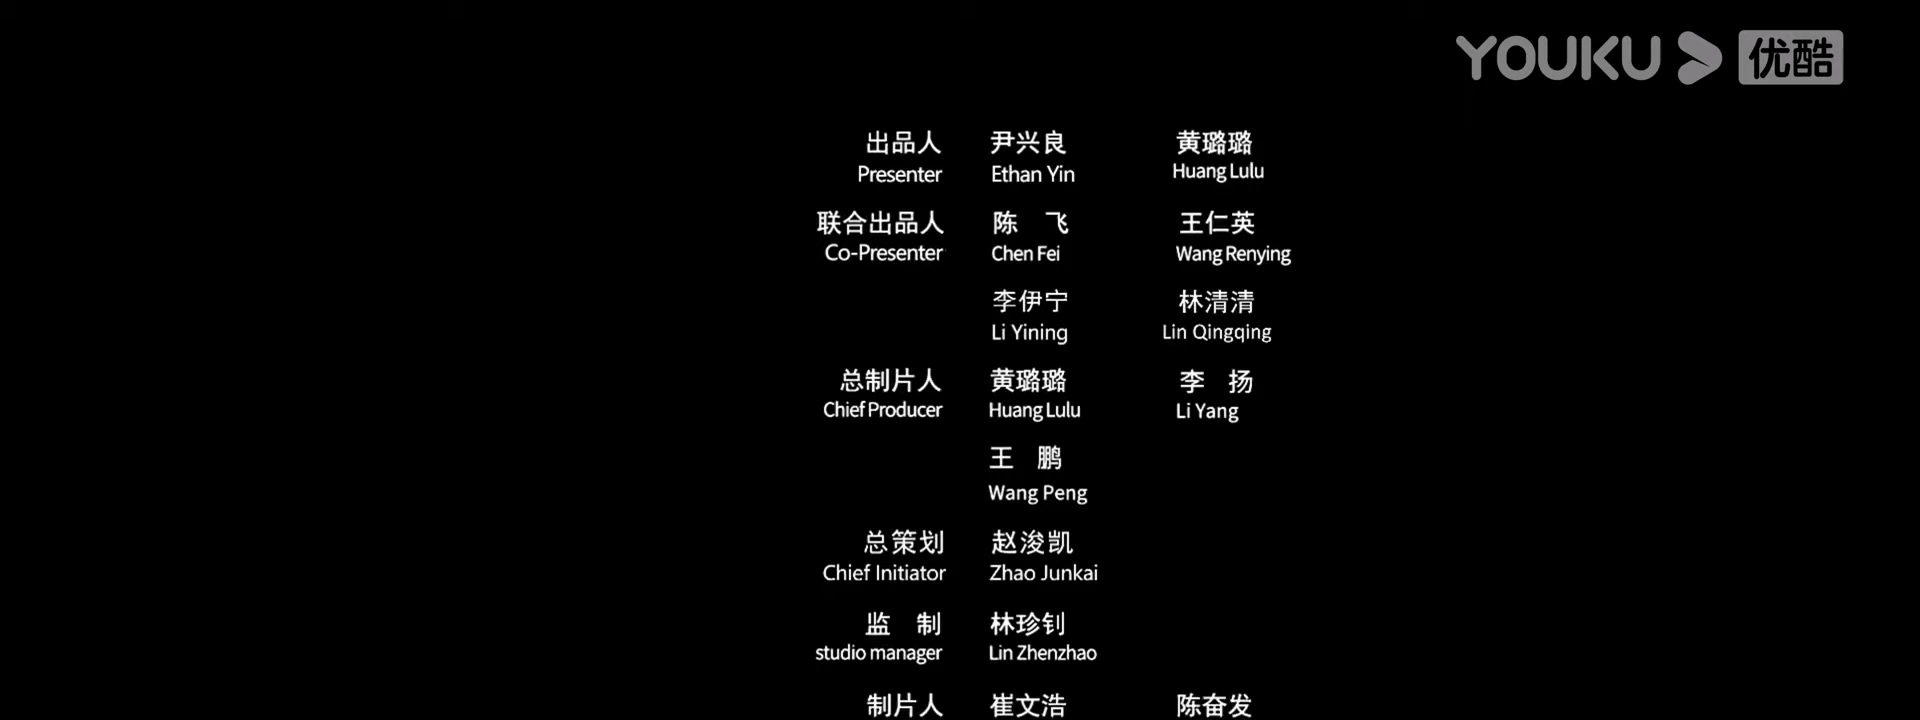 YOUKU 优酷
出品人 尹兴良 黄璐璐
Presenter Ethan Yin Huang Lulu
联合出品人 陈 飞 王仁英
Co-Presenter Chen Fei Wang Renying
李伊宁 林清清
Li Yining Lin Qingqing
总制片人 黄璐璐 李 扬
Chief Producer Huang Lulu Li Yang
王 鹏
Wang Peng
总策划 赵浚凯
Chief Initiator Zhao Junkai
监 制 林珍钊
studio manager Lin Zhenzhao
制片人 崔文浩 陈奋发